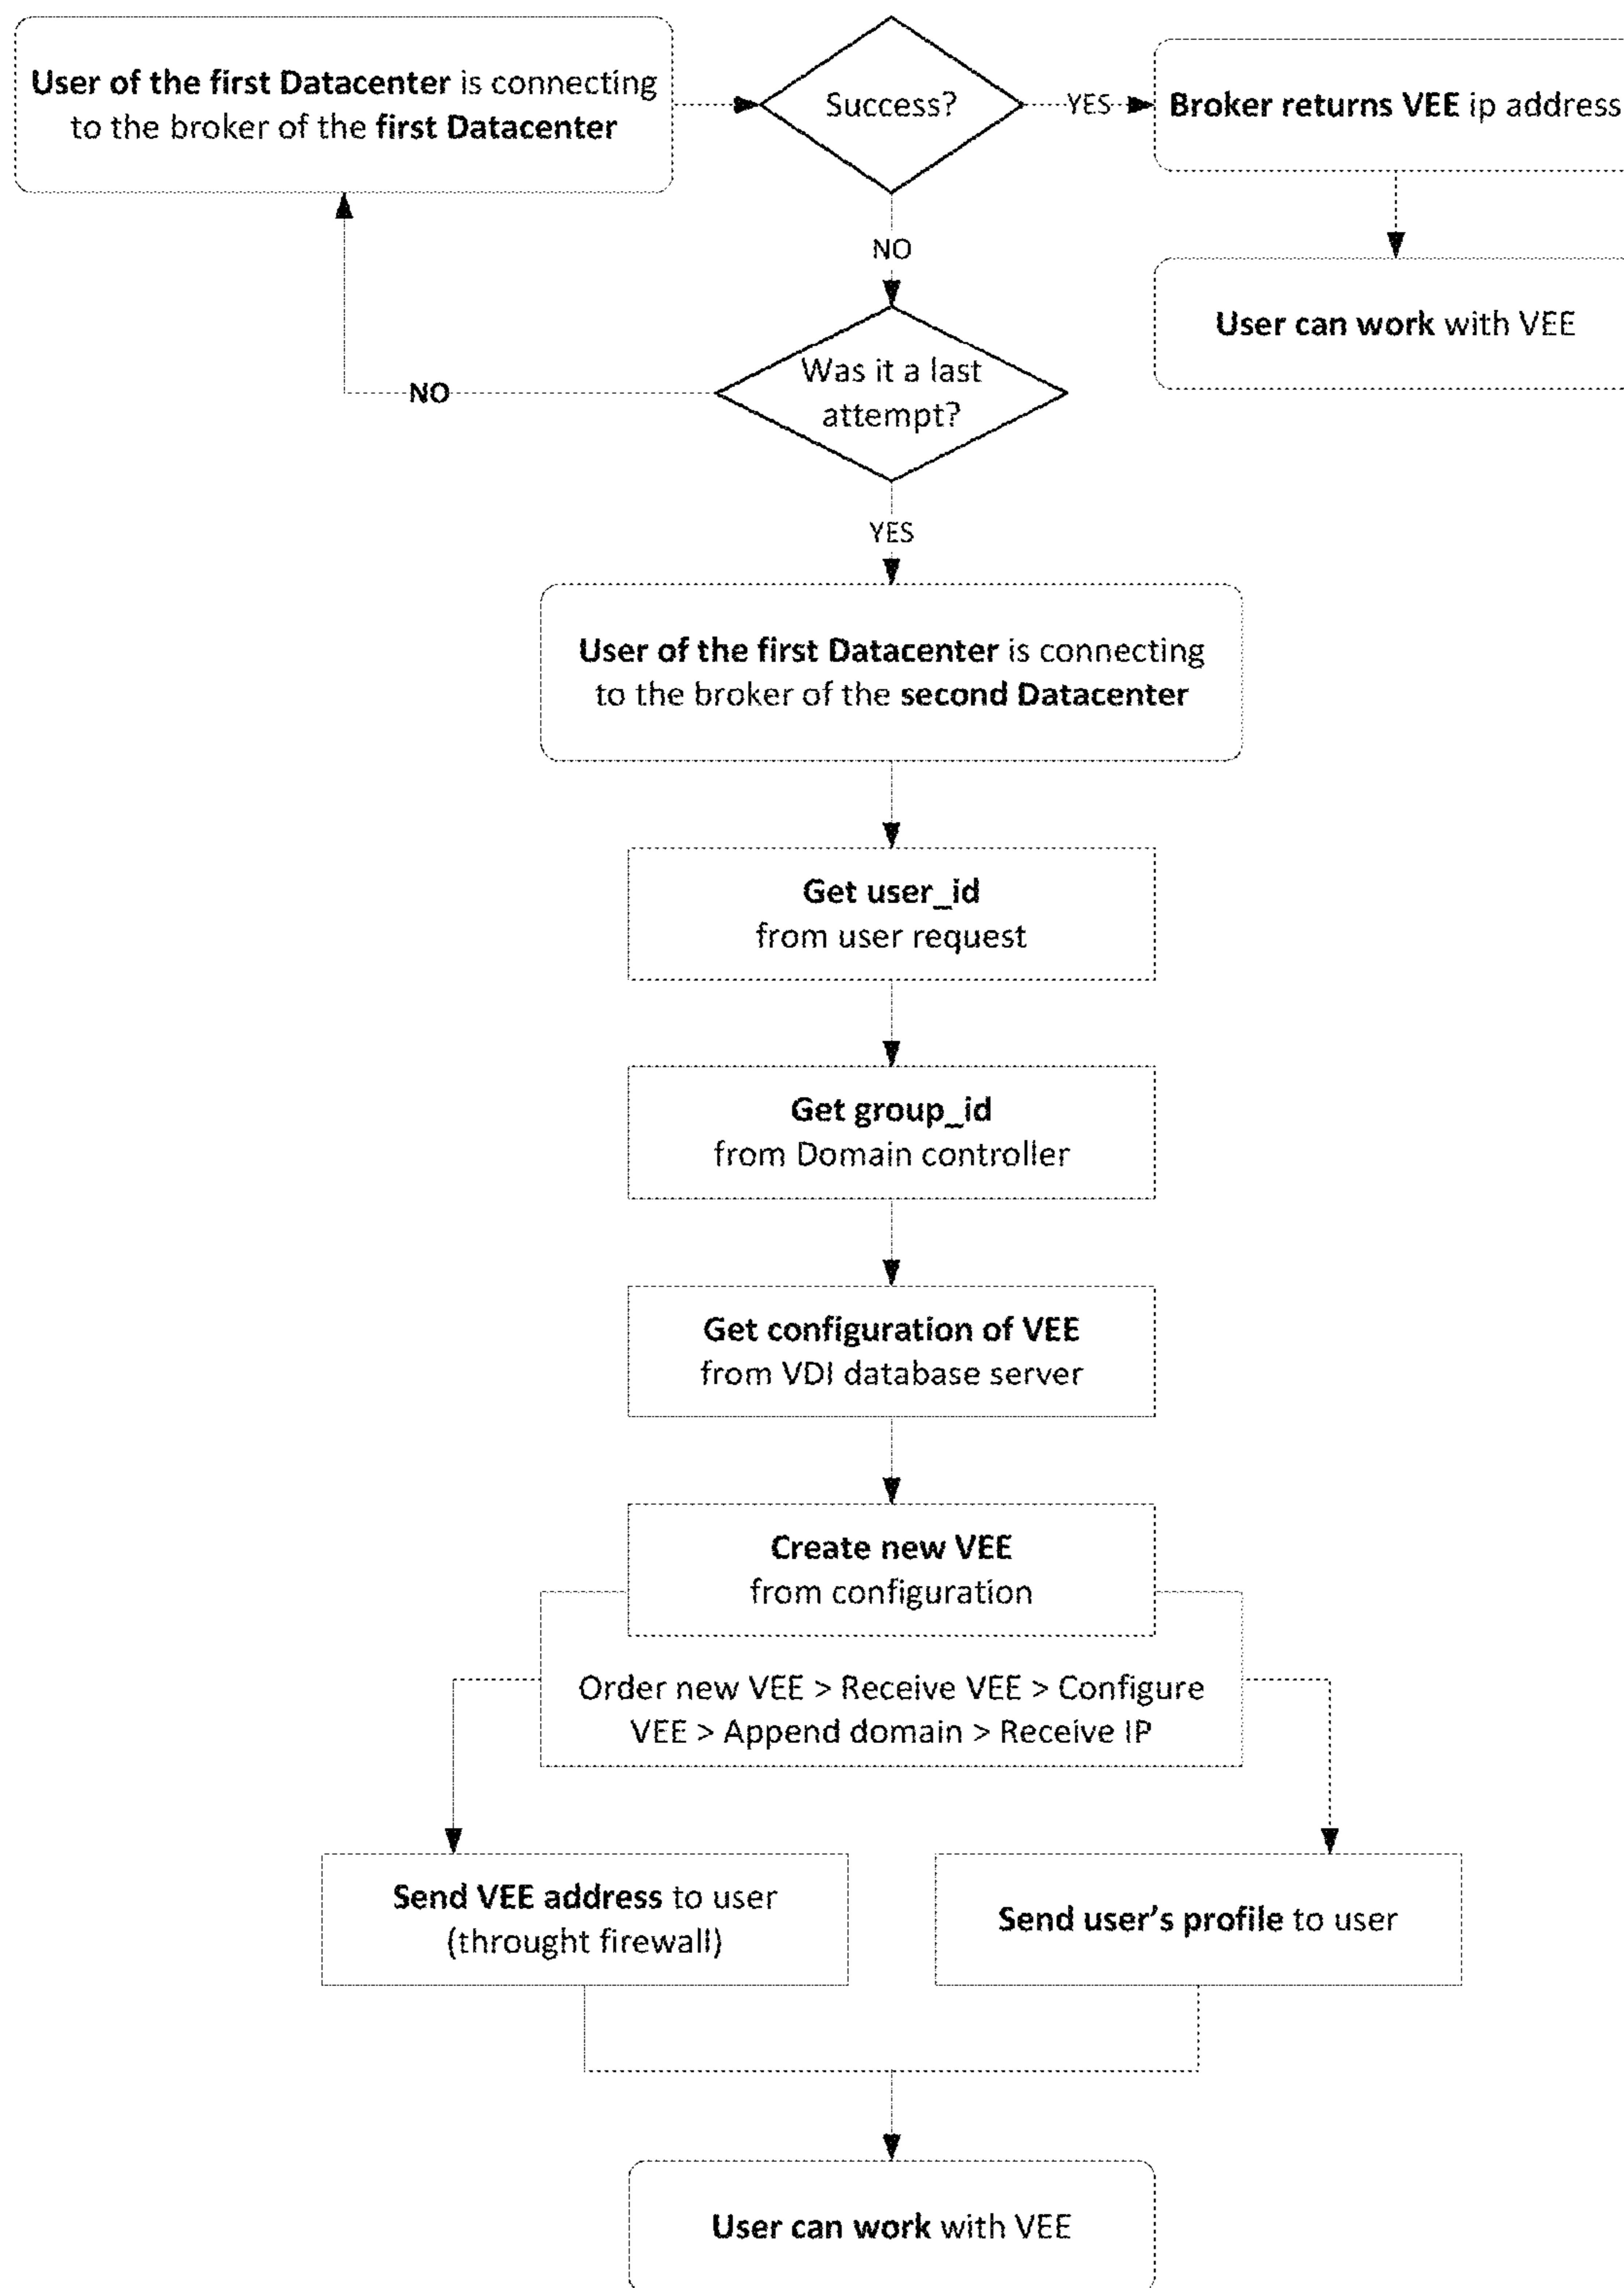 User of the first Datacenter is connecting
to the broker of the first Datacenter
Success?
YES
Broker returns VEE ip address
NO
User can work with VEE
Was it a last
attempt?
NO
YES
User of the first Datacenter is connecting
to the broker of the second Datacenter
Get user_id
from user request
Get group_id
from Domain controller
Get configuration of VEE
from VDI database server
Create new VEE
from configuration
Order new VEE > Receive VEE > Configure
VEE > Append domain > Receive IP
Send VEE address to user
(throught firewall)
Send user's profile to user
User can work with VEE